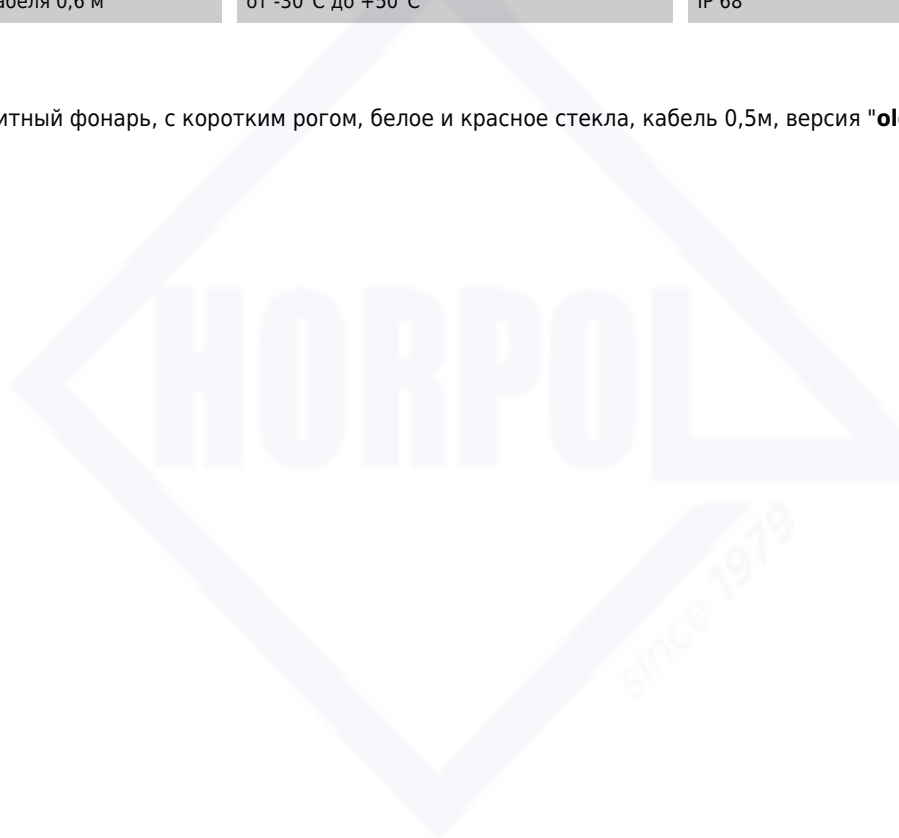 кабеля 0,6 м от -30°C до +50°C IP 68
итный фонарь, с коротким рогом, белое и красное стекла, кабель 0,5м, версия "ol
HORPOL
since 1979